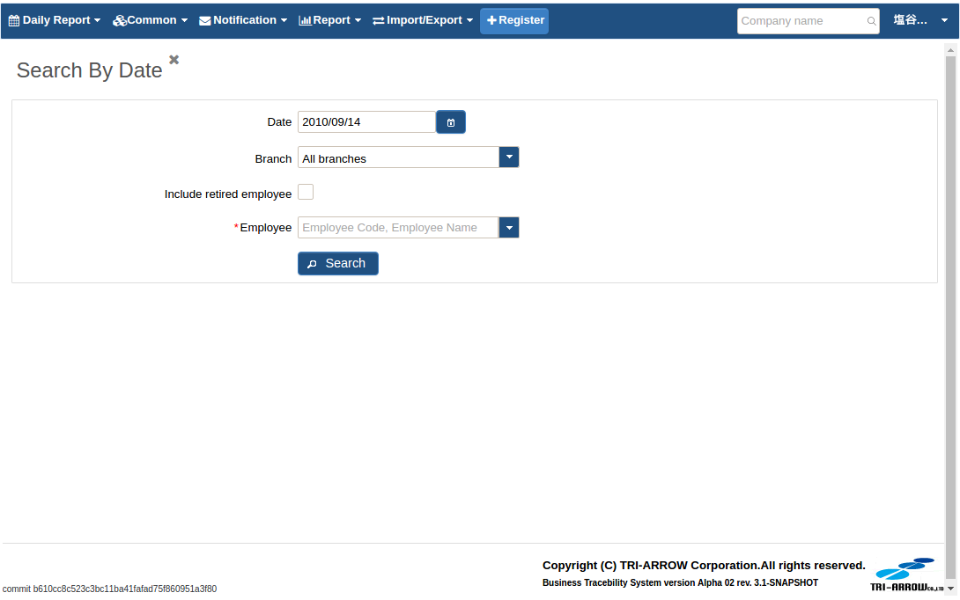 Daily Report Common Notification Report Import/Export Register Company name 塩谷...
Search By Date
Date 2010/09/14
Branch All branches
Include retired employee
*Employee Employee Code, Employee Name
Search
Copyright (C) TRI-ARROW Corporation.All rights reserved.
Business Tracebility System version Alpha 02 rev. 3.1-SNAPSHOT
TRI-ARROW CO.,LTD
commit b610cc8c523c3bc11ba41fafad75f860951a3f80